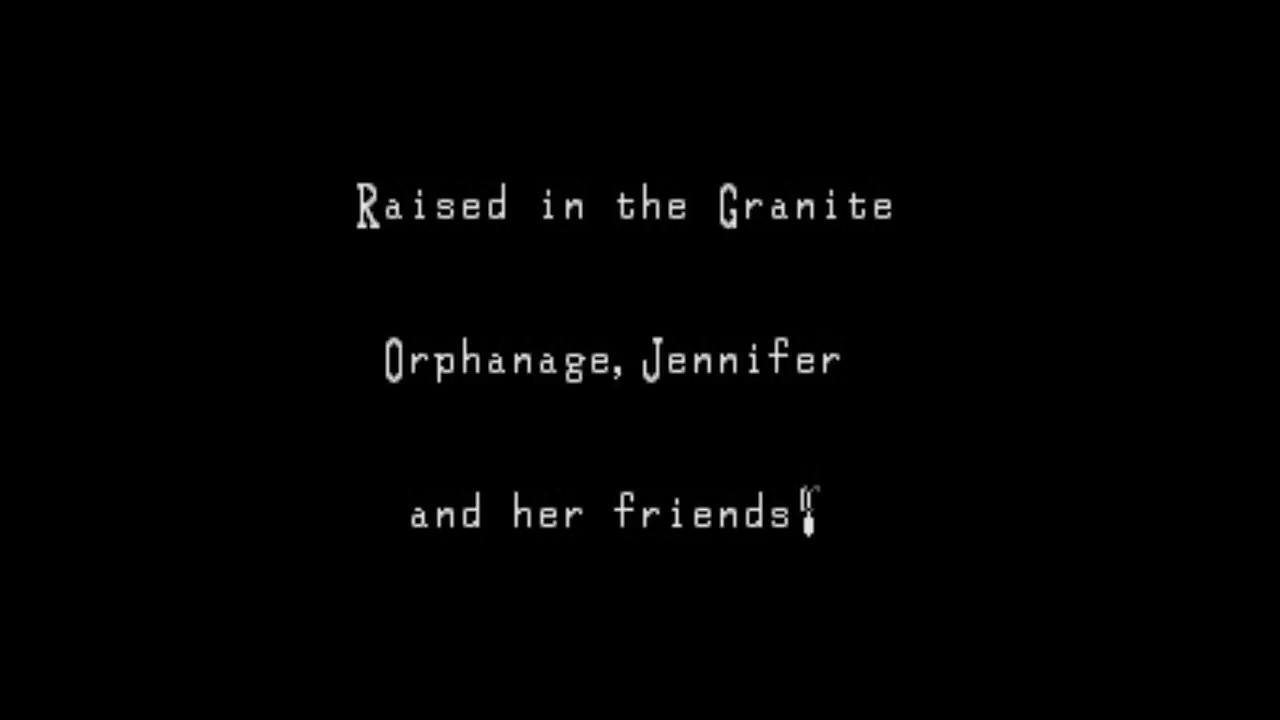 Raised in the Granite
Orphanage, Jennifer
and her friends